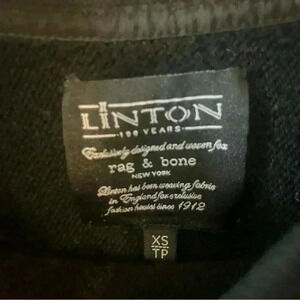 LINTON
100 YEARS
Exclusively designed and woven for
rag & bone
NEW YORK
Linton has been weaving fabric
in England for exclusive
fashion houses since 1912
XS
TP